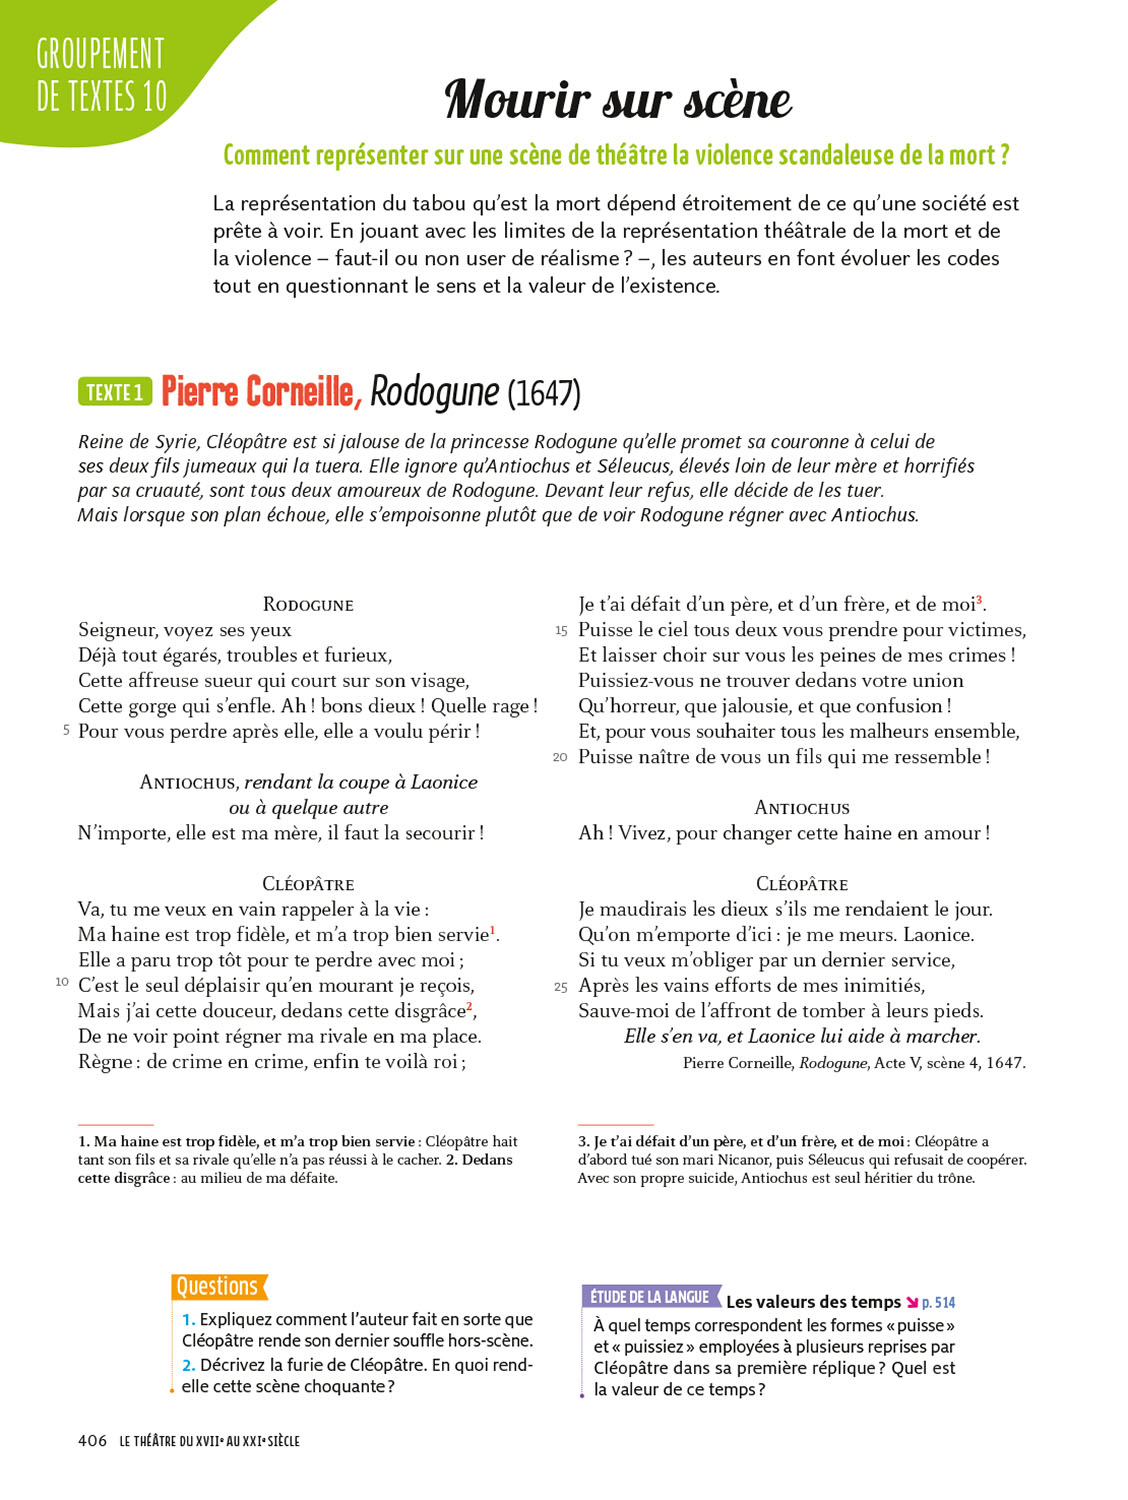 GROUPEMENT
DE TEXTES 10
Mourir sur scène
Comment représenter sur une scène de théâtre la violence scandaleuse de la mort ?
La représentation du tabou qu’est la mort dépend étroitement de ce qu’une société est
prête à voir. En jouant avec les limites de la représentation théâtrale de la mort et de
la violence – faut-il ou non user de réalisme ? –, les auteurs en font évoluer les codes
tout en questionnant le sens et la valeur de l’existence.
TEXTE 1 Pierre Corneille, Rodogune (1647)
Reine de Syrie, Cléopâtre est si jalouse de la princesse Rodogune qu’elle promet sa couronne à celui de
ses deux fils jumeaux qui la tuera. Elle ignore qu’Antiochus et Séleucus, élevés loin de leur mère et horrifiés
par sa cruauté, sont tous deux amoureux de Rodogune. Devant leur refus, elle décide de les tuer.
Mais lorsque son plan échoue, elle s’empoisonne plutôt que de voir Rodogune régner avec Antiochus.
RODOGUNE
Seigneur, voyez ses yeux
Déjà tout égarés, troubles et furieux,
Cette affreuse sueur qui court sur son visage,
Cette gorge qui s’enfle. Ah ! bons dieux ! Quelle rage !
5 Pour vous perdre après elle, elle a voulu périr !
ANTIOCHUS, rendant la coupe à Laonice
ou à quelque autre
N’importe, elle est ma mère, il faut la secourir !
CLÉOPÂTRE
Va, tu me veux en vain rappeler à la vie :
Ma haine est trop fidèle, et m’a trop bien servie1.
Elle a paru trop tôt pour te perdre avec moi ;
10 C’est le seul déplaisir qu’en mourant je reçois,
Mais j’ai cette douceur, dedans cette disgrâce2,
De ne voir point régner ma rivale en ma place.
Règne : de crime en crime, enfin te voilà roi ;
Je t’ai défait d’un père, et d’un frère, et de moi3.
15 Puisse le ciel tous deux vous prendre pour victimes,
Et laisser choir sur vous les peines de mes crimes !
Puissiez-vous ne trouver dedans votre union
Qu’horreur, que jalousie, et que confusion !
Et, pour vous souhaiter tous les malheurs ensemble,
20 Puisse naître de vous un fils qui me ressemble !
ANTIOCHUS
Ah ! Vivez, pour changer cette haine en amour !
CLÉOPÂTRE
Je maudirais les dieux s’ils me rendaient le jour.
Qu’on m’emporte d’ici : je me meurs. Laonice.
Si tu veux m’obliger par un dernier service,
25 Après les vains efforts de mes inimitiés,
Sauve-moi de l’affront de tomber à leurs pieds.
Elle s’en va, et Laonice lui aide à marcher.
Pierre Corneille, Rodogune, Acte V, scène 4, 1647.
1. Ma haine est trop fidèle, et m’a trop bien servie : Cléopâtre hait
tant son fils et sa rivale qu’elle n’a pas réussi à le cacher. 2. Dedans
cette disgrâce : au milieu de ma défaite.
3. Je t’ai défait d’un père, et d’un frère, et de moi : Cléopâtre a
d’abord tué son mari Nicanor, puis Séleucus qui refusait de coopérer.
Avec son propre suicide, Antiochus est seul héritier du trône.
Questions
1. Expliquez comment l’auteur fait en sorte que
Cléopâtre rende son dernier souffle hors-scène.
2. Décrivez la furie de Cléopâtre. En quoi rend-
elle cette scène choquante ?
ÉTUDE DE LA LANGUE Les valeurs des temps p. 514
À quel temps correspondent les formes « puisse »
et « puissiez » employées à plusieurs reprises par
Cléopâtre dans sa première réplique ? Quel est
la valeur de ce temps ?
406 LE THÉÂTRE DU XVIIe AU XXIe SIÈCLE